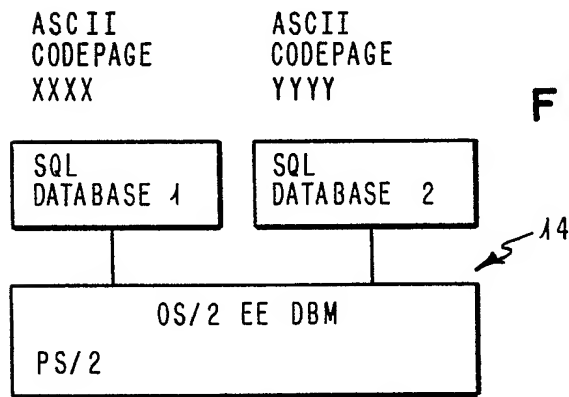 ASCII
CODEPAGE
XXXX
ASCII
CODEPAGE
YYYY
F
SQL
DATABASE 1
SQL
DATABASE 2
14
OS/2 EE DBM
PS/2